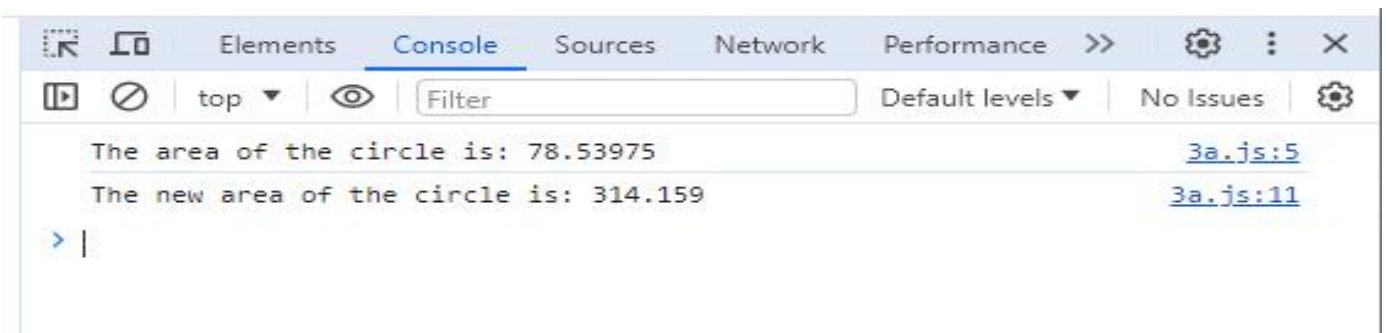 Elements Console Sources Network Performance >>
top Filter Default levels No Issues
The area of the circle is: 78.53975 3a.js:5
The new area of the circle is: 314.159 3a.js:11
>